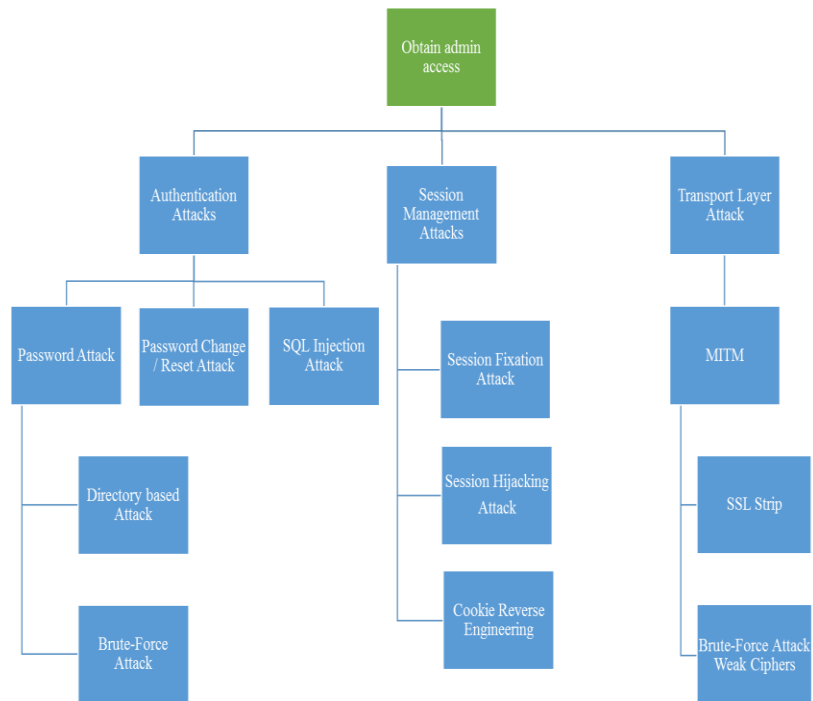 Obtain admin
access
Authentication
Attacks
Session
Management
Attacks
Transport Layer
Attack
Password Attack
Password Change
/ Reset Attack
SQL Injection
Attack
Session Fixation
Attack
MITM
Directory based
Attack
Session Hijacking
Attack
SSL Strip
Brute-Force
Attack
Cookie Reverse
Engineering
Brute-Force Attack
Weak Ciphers